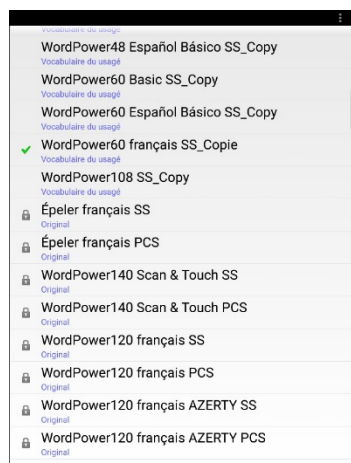 Vocabulaire du usagé
WordPower48 Español Básico SS_Copy
Vocabulaire du usagé
WordPower60 Basic SS_Copy
Vocabulaire du usagé
WordPower60 Español Básico SS_Copy
Vocabulaire du usagé
WordPower60 français SS_Copie
Vocabulaire du usagé
WordPower108 SS_Copy
Vocabulaire du usagé
Épeler français SS
Original
Épeler français PCS
Original
WordPower140 Scan & Touch SS
Original
WordPower140 Scan & Touch PCS
Original
WordPower120 français SS
Original
WordPower120 français PCS
Original
WordPower120 français AZERTY SS
Original
WordPower120 français AZERTY PCS
Original